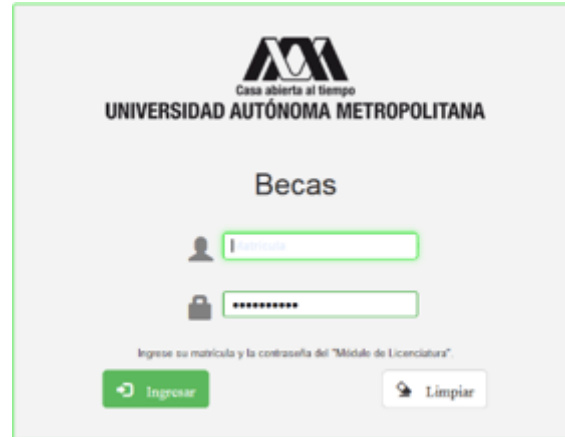 Casa abierta al tiempo
UNIVERSIDAD AUTÓNOMA METROPOLITANA
Becas
Matrícula
••••••••••
Ingrese su matrícula y la contraseña del "Módulo de Licenciatura".
Ingresar
Limpiar